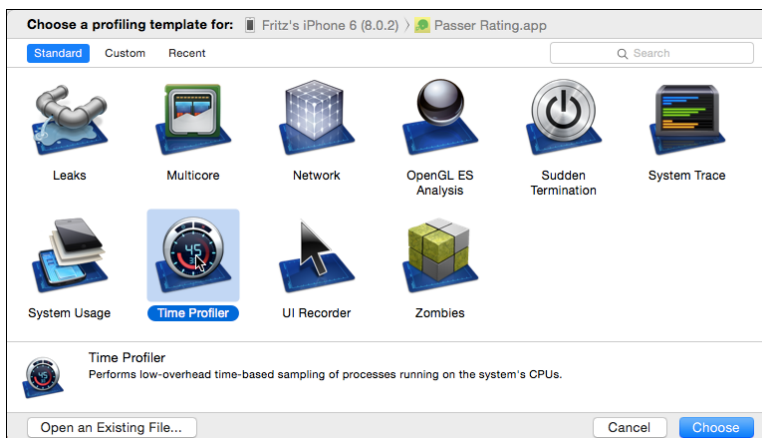 Choose a profiling template for: Fritz's iPhone 6 (8.0.2) Passer Rating.app
Standard Custom Recent Search
Leaks Multicore Network OpenGL ES Analysis Sudden Termination System Trace
45
System Usage Time Profiler UI Recorder Zombies
Time Profiler
Performs low-overhead time-based sampling of processes running on the system's CPUs.
Open an Existing File... Cancel Choose